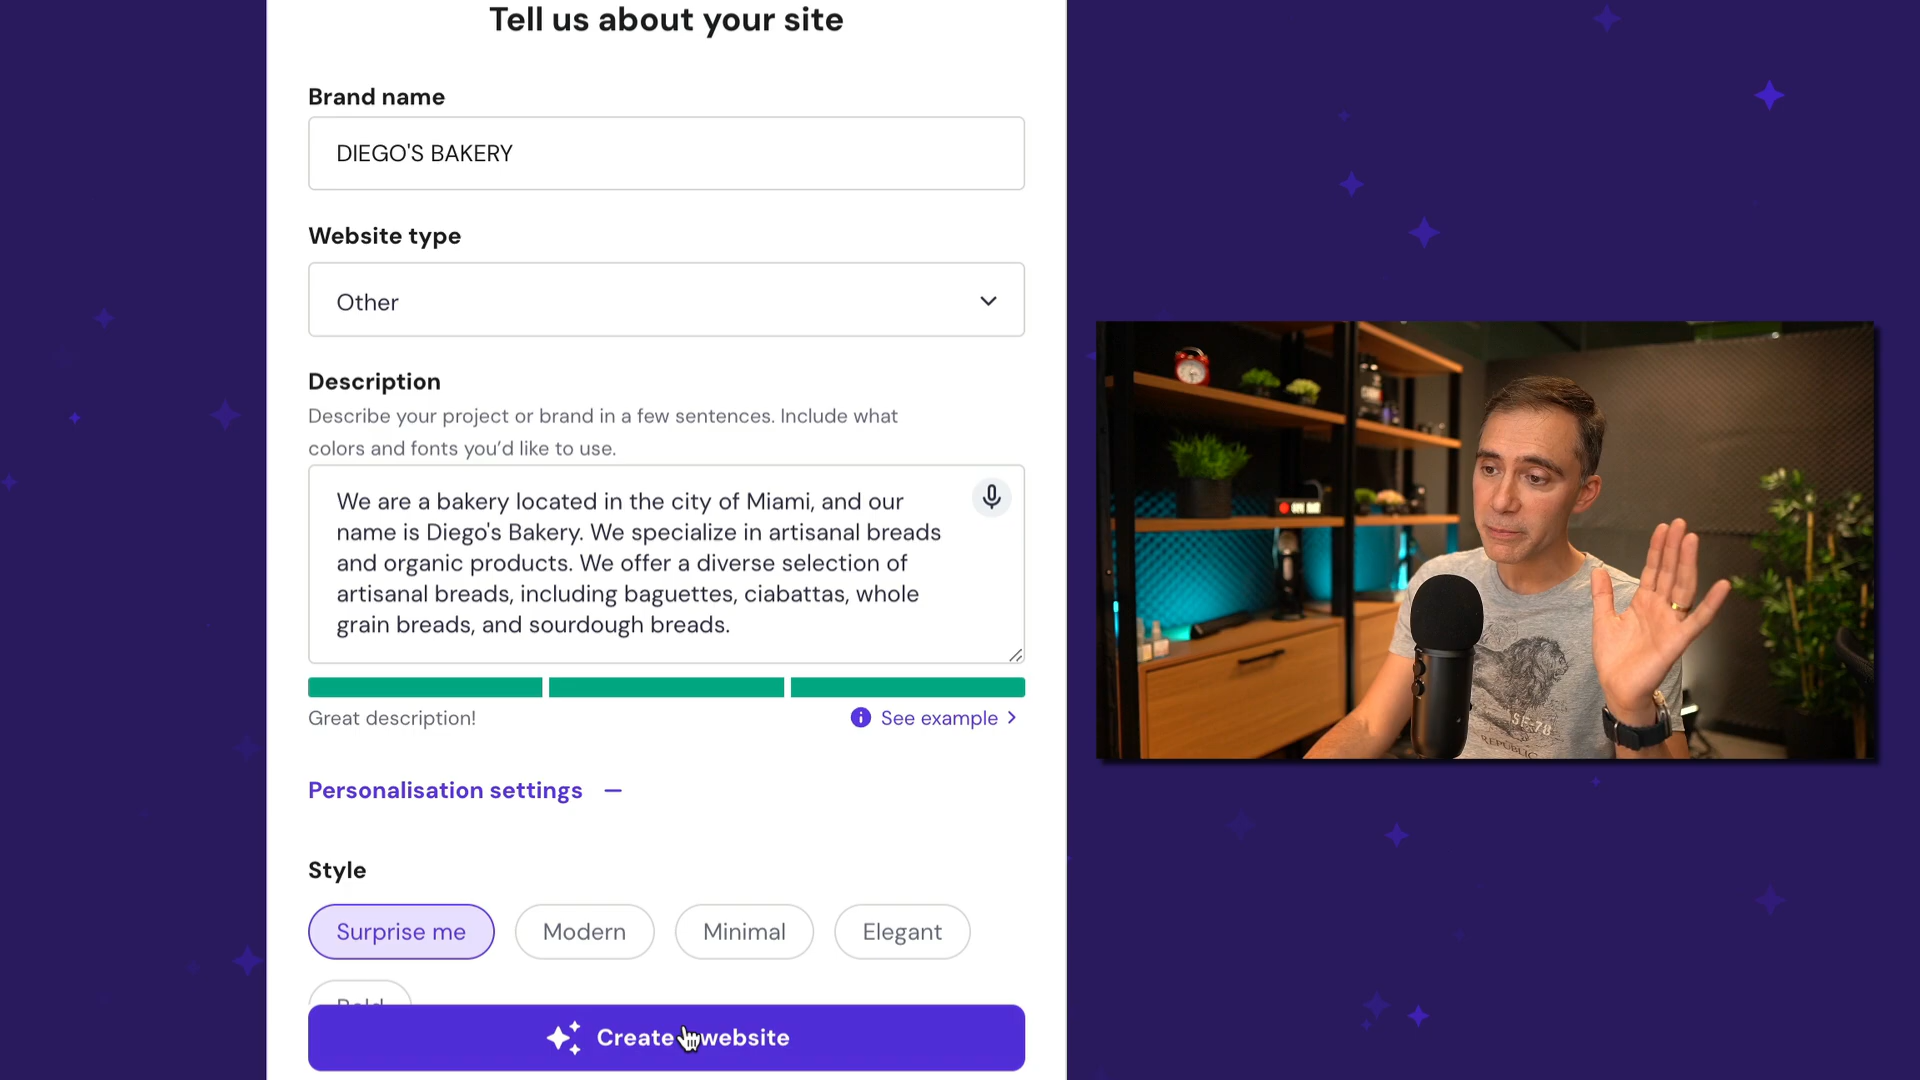 Tell us about your site
Brand name
DIEGO'S BAKERY
Website type
Other
Description
Describe your project or brand in a few sentences. Include what
colors and fonts you’d like to use.
We are a bakery located in the city of Miami, and our
name is Diego's Bakery. We specialize in artisanal breads
and organic products. We offer a diverse selection of
artisanal breads, including baguettes, ciabattas, whole
grain breads, and sourdough breads.
Great description!
See example
Personalisation settings
Style
Surprise me
Modern
Minimal
Elegant
Bold
Create website
SE-78
REPUBLIC